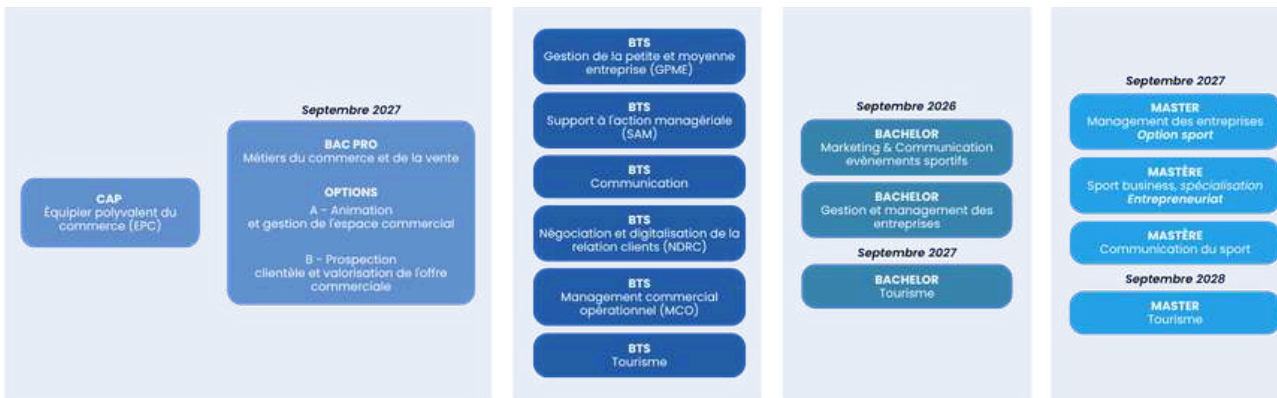 CAP
Équipier polyvalent du
commerce (EPC)
Septembre 2027
BAC PRO
Métiers du commerce et de la vente
OPTIONS
A - Animation
et gestion de l'espace commercial
B - Prospection
clientèle et valorisation de l'offre
commerciale
BTS
Gestion de la petite et moyenne
entreprise (GPME)
BTS
Support à l'action managériale
(SAM)
BTS
Communication
BTS
Négociation et digitalisation de la
relation clients (NDRC)
BTS
Management commercial
opérationnel (MCO)
BTS
Tourisme
Septembre 2026
BACHELOR
Marketing & Communication
evènements sportifs
BACHELOR
Gestion et management des
entreprises
Septembre 2027
BACHELOR
Tourisme
Septembre 2027
MASTER
Management des entreprises
Option sport
MASTÈRE
Sport business, spécialisation
Entrepreneuriat
MASTÈRE
Communication du sport
Septembre 2028
MASTER
Tourisme